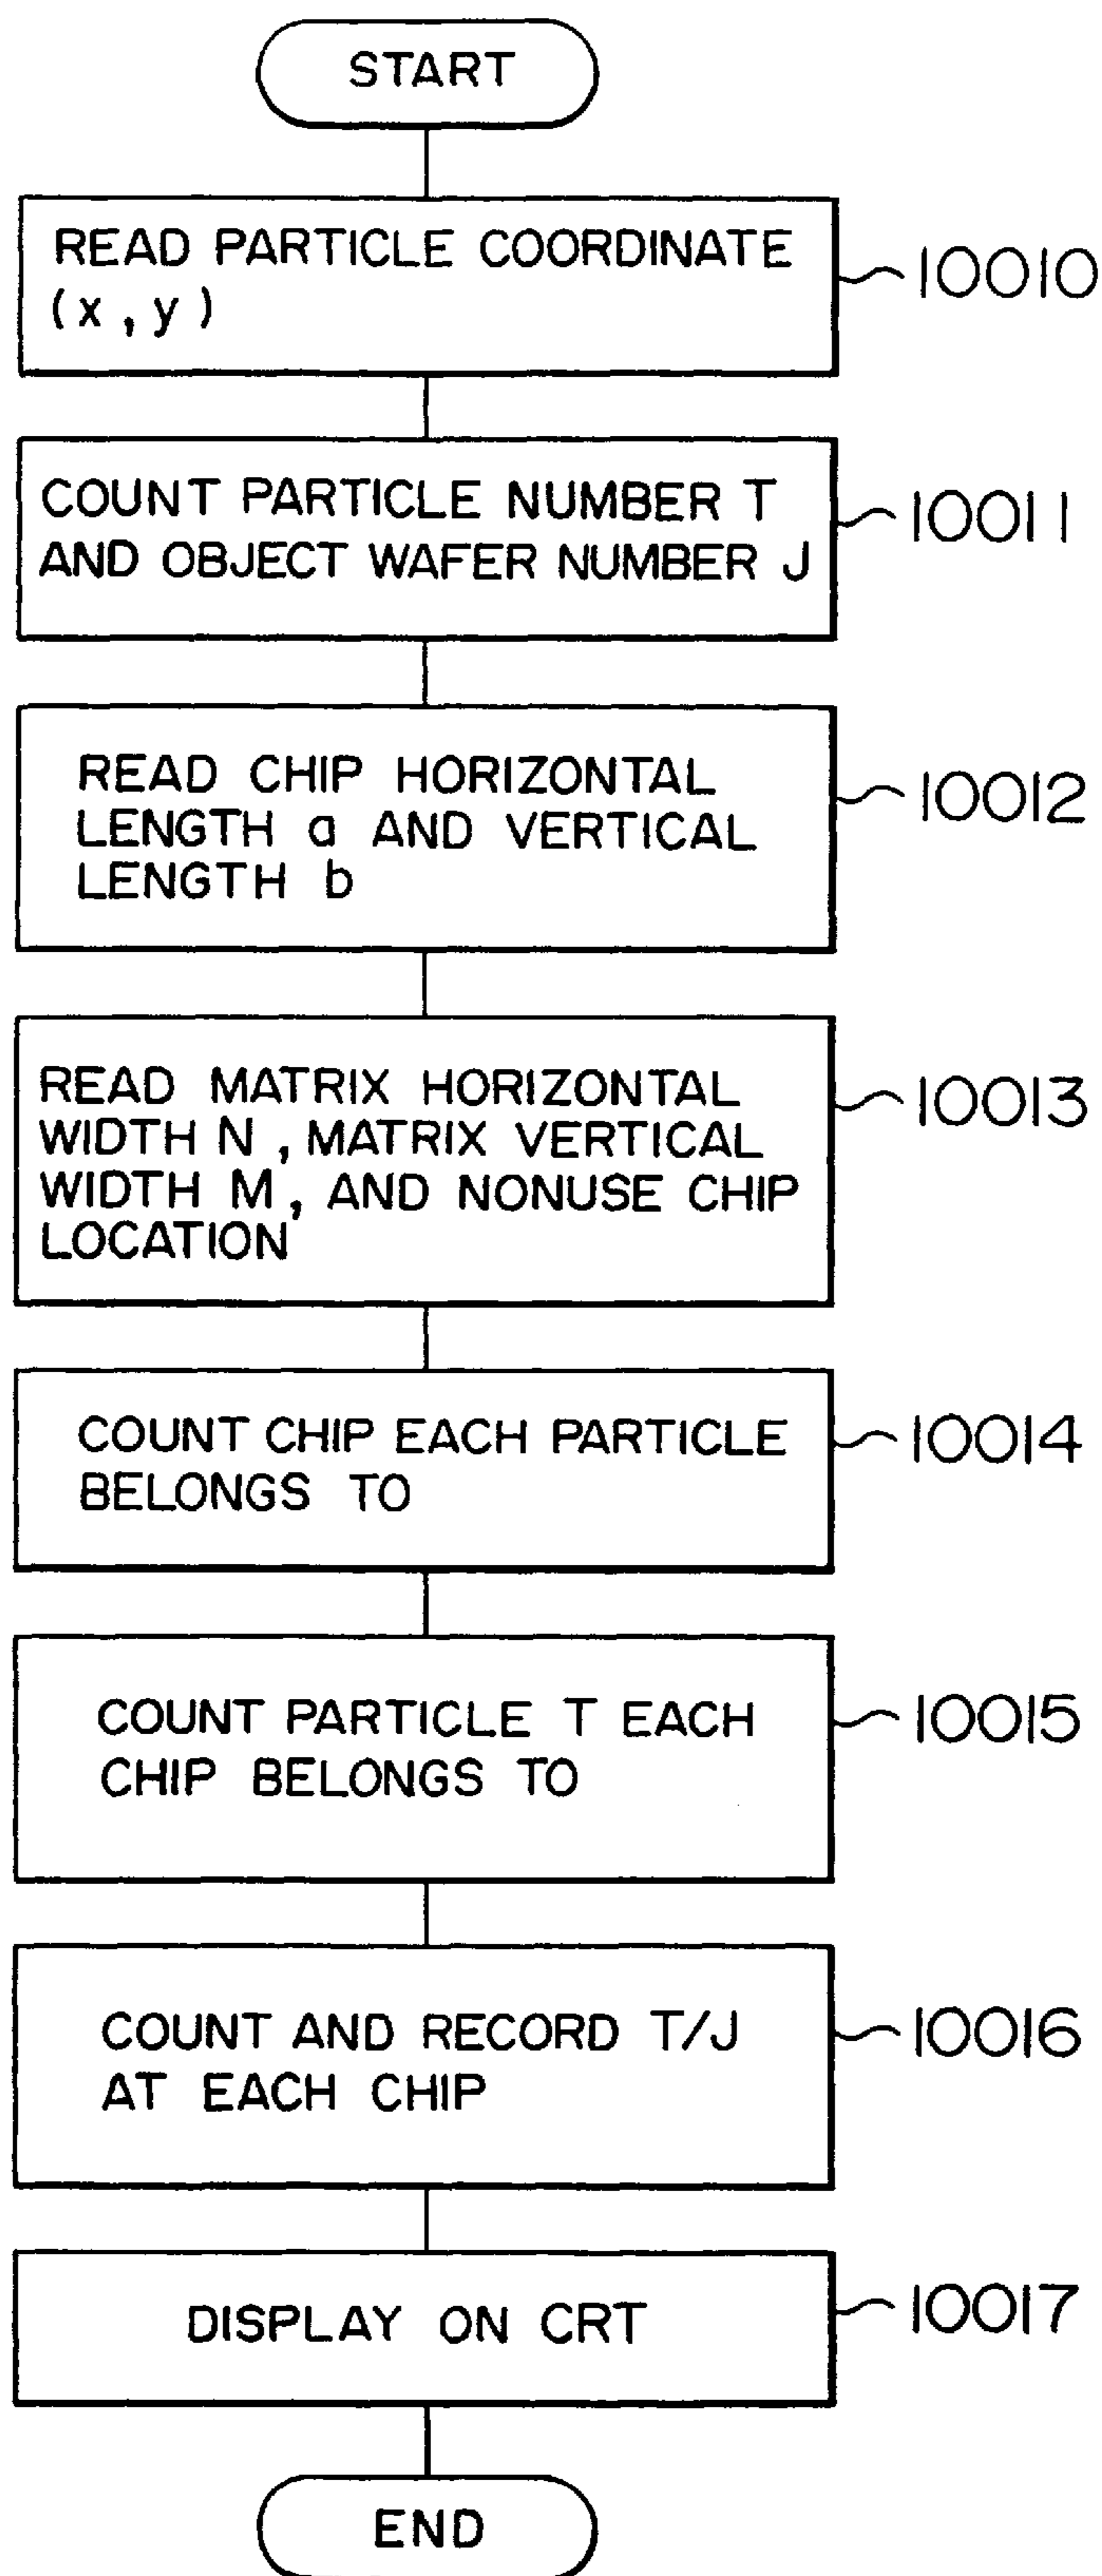 START
READ PARTICLE COORDINATE
(x, y)
10010
COUNT PARTICLE NUMBER T
AND OBJECT WAFER NUMBER J
10011
READ CHIP HORIZONTAL
LENGTH a AND VERTICAL
LENGTH b
10012
READ MATRIX HORIZONTAL
WIDTH N, MATRIX VERTICAL
WIDTH M, AND NONUSE CHIP
LOCATION
10013
COUNT CHIP EACH PARTICLE
BELONGS TO
10014
COUNT PARTICLE T EACH
CHIP BELONGS TO
10015
COUNT AND RECORD T/J
AT EACH CHIP
10016
DISPLAY ON CRT
10017
END